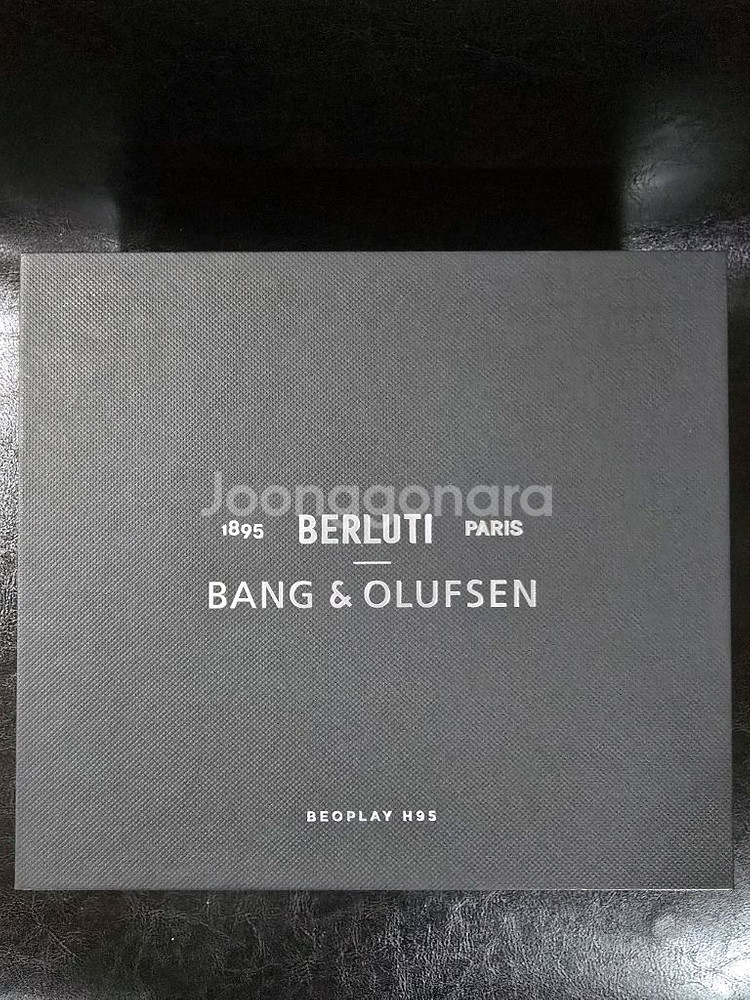 Joonggonara
1895 BERLUTI PARIS
BANG & OLUFSEN
BEOPLAY H95